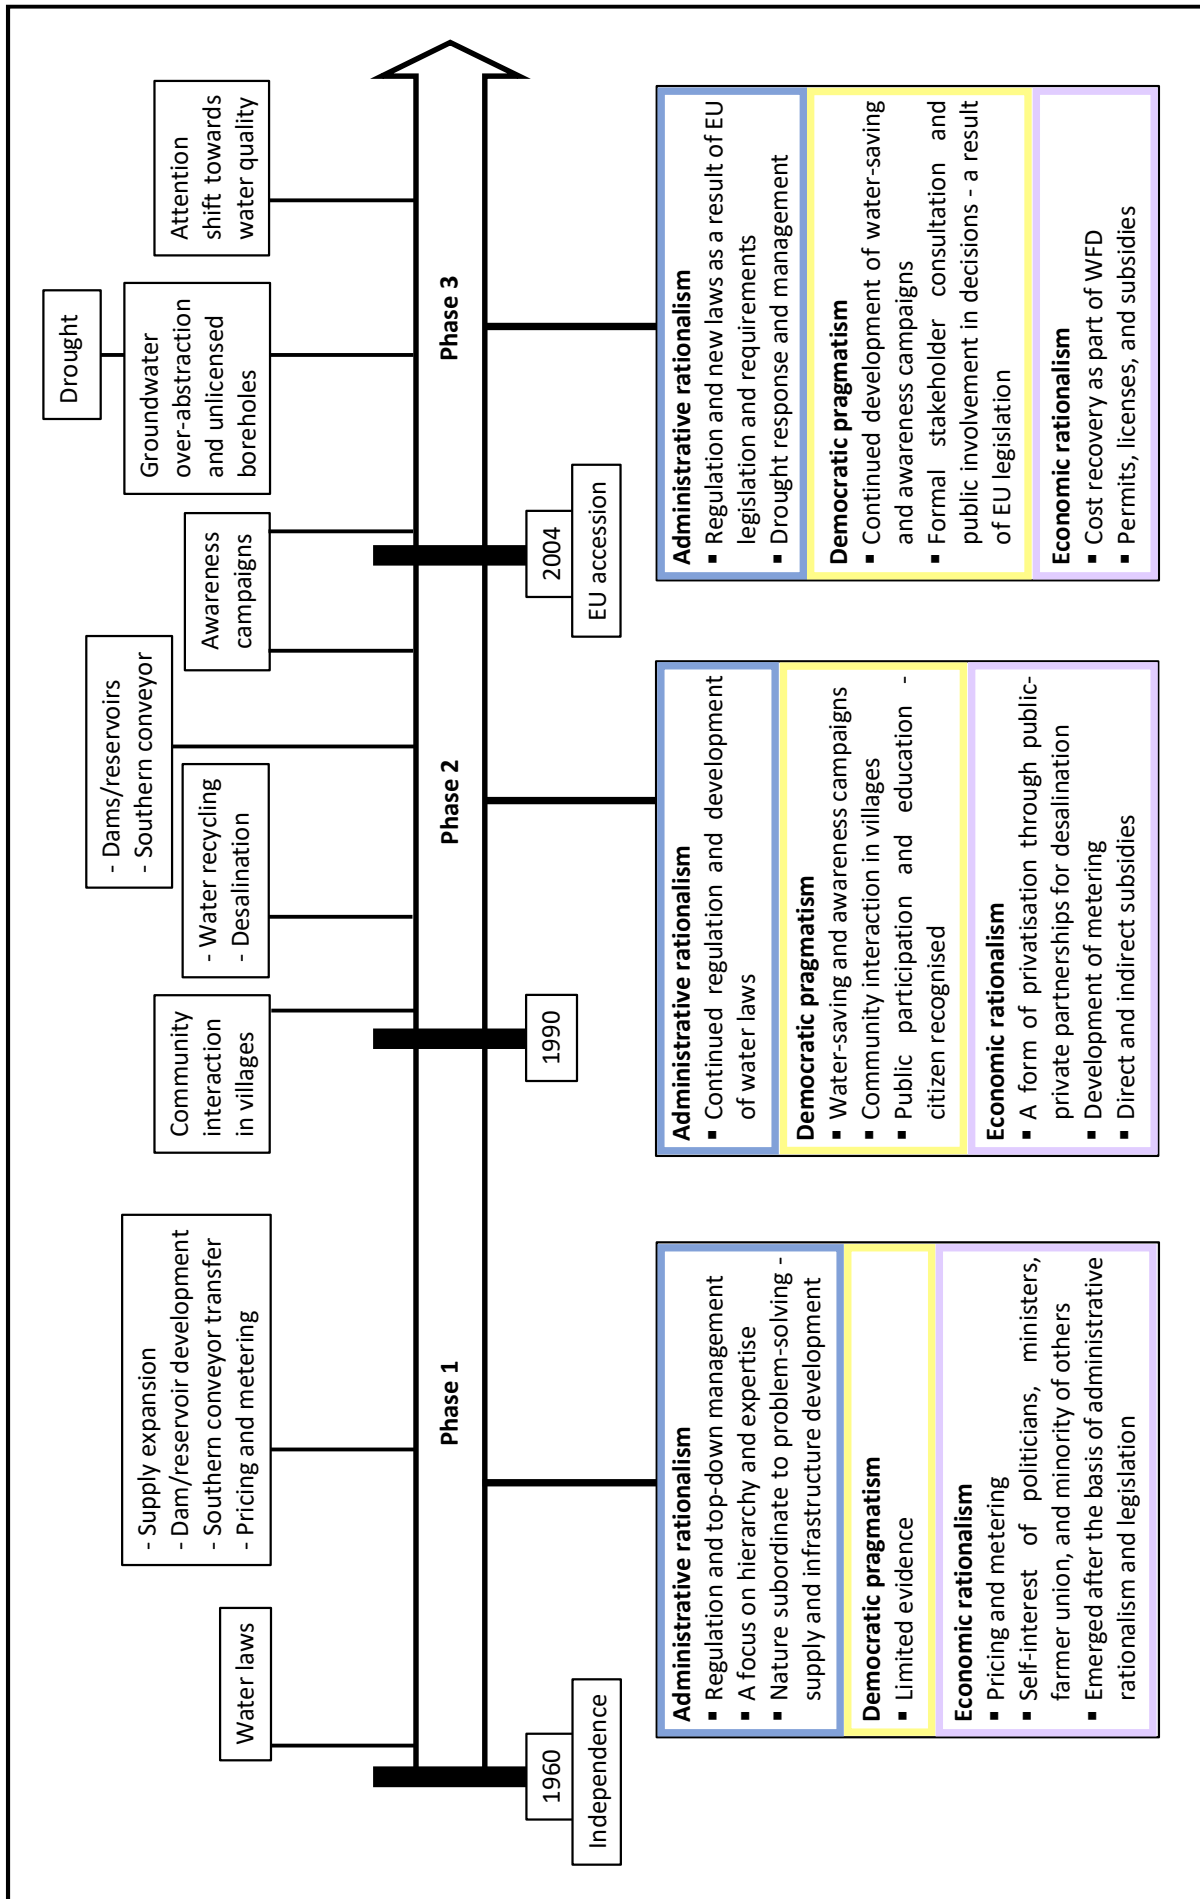 Water laws
- Supply expansion
- Dam/reservoir development
- Southern conveyor transfer
- Pricing and metering
Community
interaction
in villages
- Water recycling
- Desalination
- Dams/reservoirs
- Southern conveyor
Awareness
campaigns
Drought
Groundwater
over-abstraction
and unlicensed
boreholes
Attention
shift towards
water quality
Phase 1
Phase 2
Phase 3
1960
Independence
1990
2004
EU accession
Administrative rationalism
▪ Regulation and top-down management
▪ A focus on hierarchy and expertise
▪ Nature subordinate to problem-solving -
supply and infrastructure development
Democratic pragmatism
▪ Limited evidence
Economic rationalism
▪ Pricing and metering
▪ Self-interest of politicians, ministers,
farmer union, and minority of others
▪ Emerged after the basis of administrative
rationalism and legislation
Administrative rationalism
▪ Continued regulation and development
of water laws
Democratic pragmatism
▪ Water-saving and awareness campaigns
▪ Community interaction in villages
▪ Public participation and education -
citizen recognised
Economic rationalism
▪ A form of privatisation through public-
private partnerships for desalination
▪ Development of metering
▪ Direct and indirect subsidies
Administrative rationalism
▪ Regulation and new laws as a result of EU
legislation and requirements
▪ Drought response and management
Democratic pragmatism
▪ Continued development of water-saving
and awareness campaigns
▪ Formal stakeholder consultation and
public involvement in decisions - a result
of EU legislation
Economic rationalism
▪ Cost recovery as part of WFD
▪ Permits, licenses, and subsidies